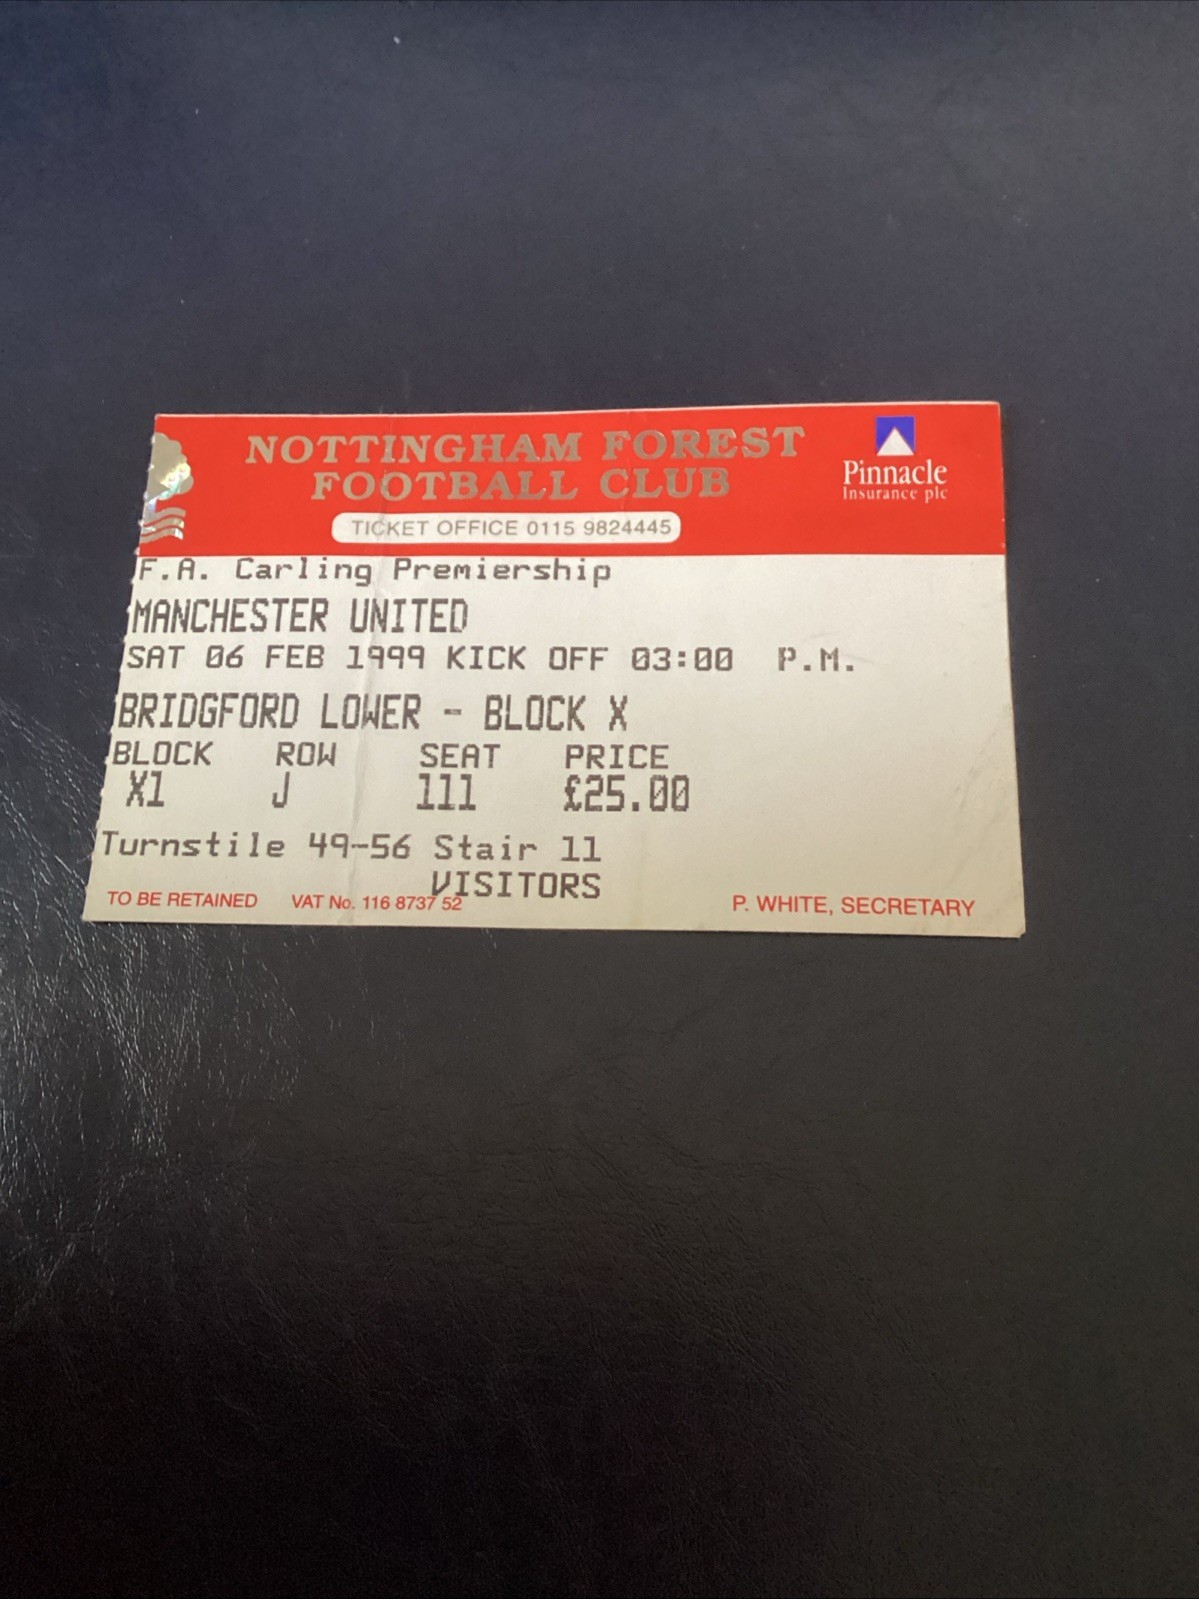 NOTTINGHAM FOREST
FOOTBALL CLUB
TICKET OFFICE 0115 9824445
Pinnacle
Insurance plc
F.A. Carling Premiership
MANCHESTER UNITED
SAT 06 FEB 1999 KICK OFF 03:00 P.M.
BRIDGFORD LOWER - BLOCK X
BLOCK ROW SEAT PRICE
X1 J 111 £25.00
Turnstile 49-56 Stair 11
VISITORS
TO BE RETAINED VAT No. 116 8737 52 P. WHITE, SECRETARY